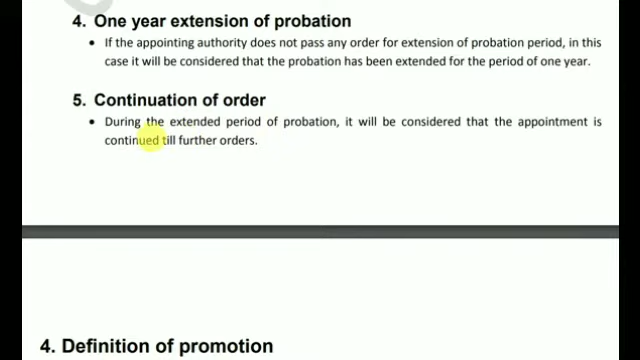 4. One year extension of probation
• If the appointing authority does not pass any order for extension of probation period, in this
case it will be considered that the probation has been extended for the period of one year.
5. Continuation of order
• During the extended period of probation, it will be considered that the appointment is
continued till further orders.
4. Definition of promotion